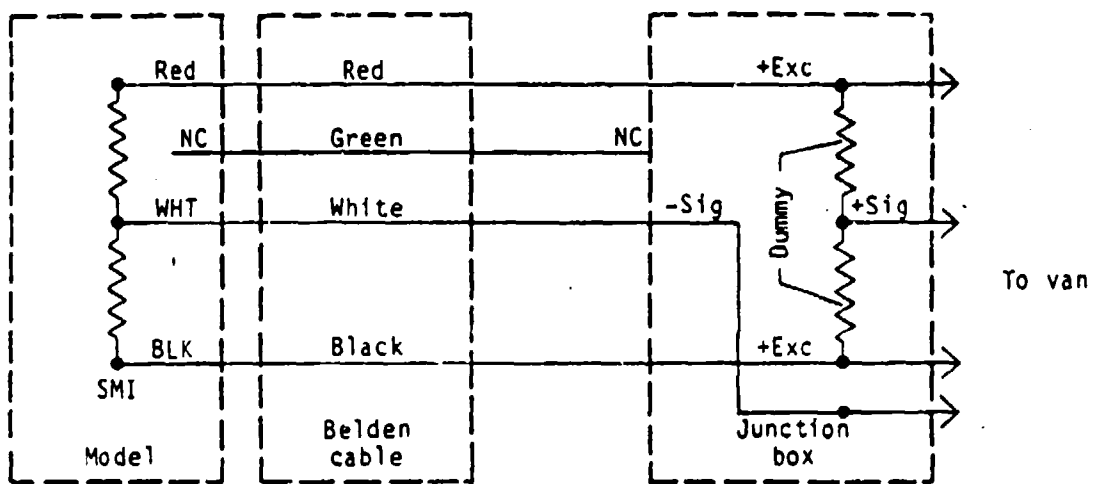 Red
Red
+Exc
NC
Green
NC
WHT
White
-Sig
+Sig
Dummy
To van
BLK
Black
+Exc
SMI
Model
Belden
cable
Junction
box